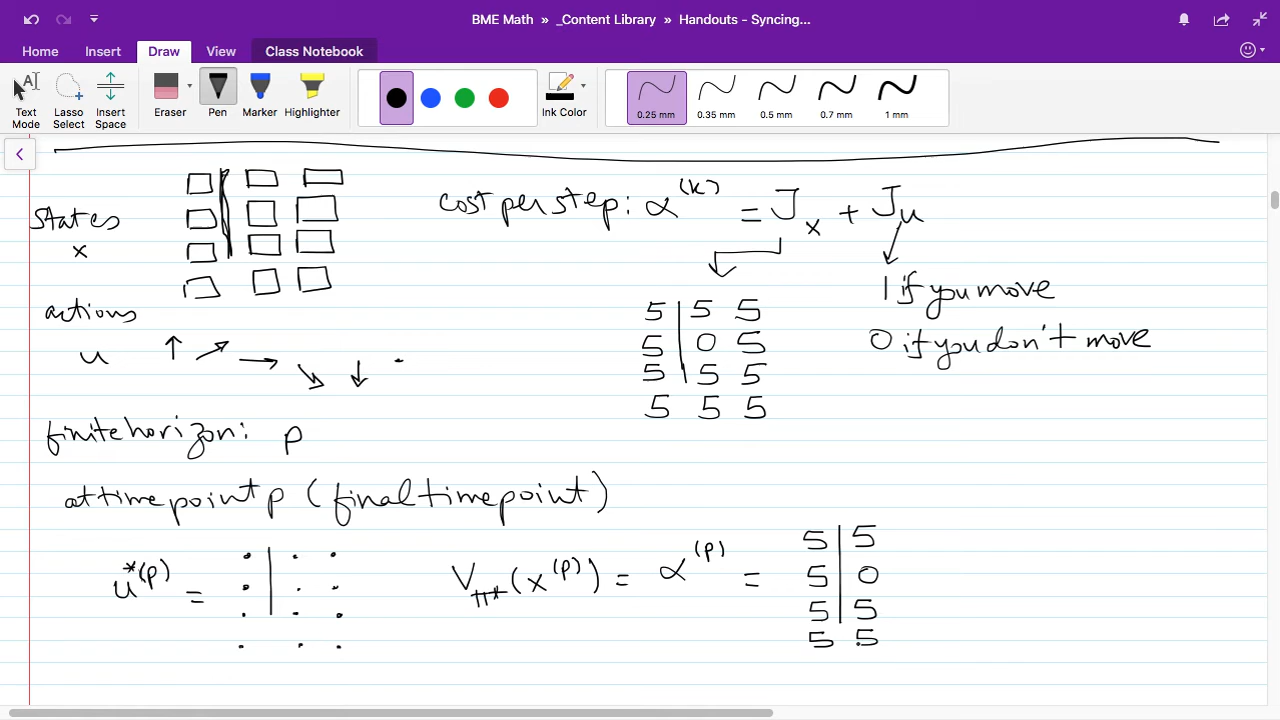 BME Math » _Content Library » Handouts - Syncing...
Home Insert Draw View Class Notebook
Text Mode Lasso Select Insert Space Eraser Pen Marker Highlighter Ink Color 0.25 mm 0.35 mm 0.5 mm 0.7 mm 1 mm
states
x
cost per step: α^(k) = J_x + J_u
1 if you move
0 if you don't move
5 | 5 5
5 | 0 5
5 | 5 5
5 5 5
actions
u ↑ ↗ → ↘ ↓ ·
finite horizon: p
at time point p (final time point)
u*^(p) =
V_π*(x^(p)) = α^(p) =
5 | 5
5 | 0
5 | 5
5 5